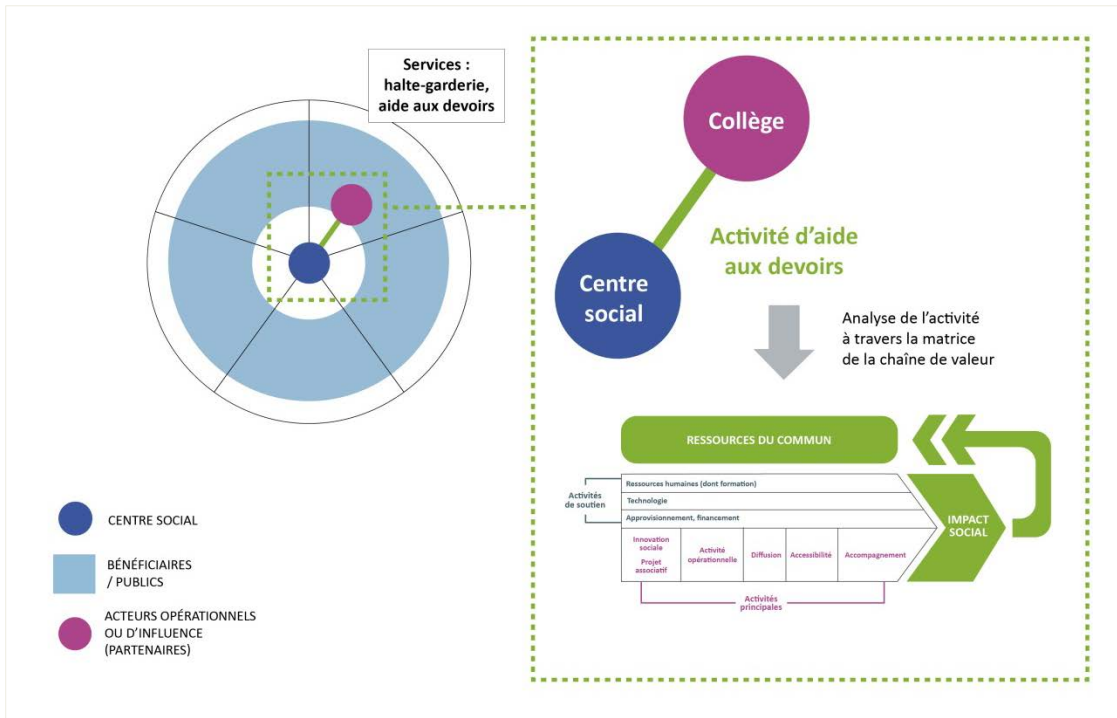 Services :
halte-garderie,
aide aux devoirs
Collège
Centre
social
Activité d’aide
aux devoirs
Analyse de l’activité
à travers la matrice
de la chaîne de valeur
RESSOURCES DU COMMUN
Activités
de soutien
Ressources humaines (dont formation)
Technologie
Approvisionnement, financement
Innovation
sociale
Projet
associatif
Activité
opérationnelle
Diffusion
Accessibilité
Accompagnement
IMPACT
SOCIAL
Activités
principales
CENTRE SOCIAL
BÉNÉFICIAIRES
/ PUBLICS
ACTEURS OPÉRATIONNELS
OU D’INFLUENCE
(PARTENAIRES)